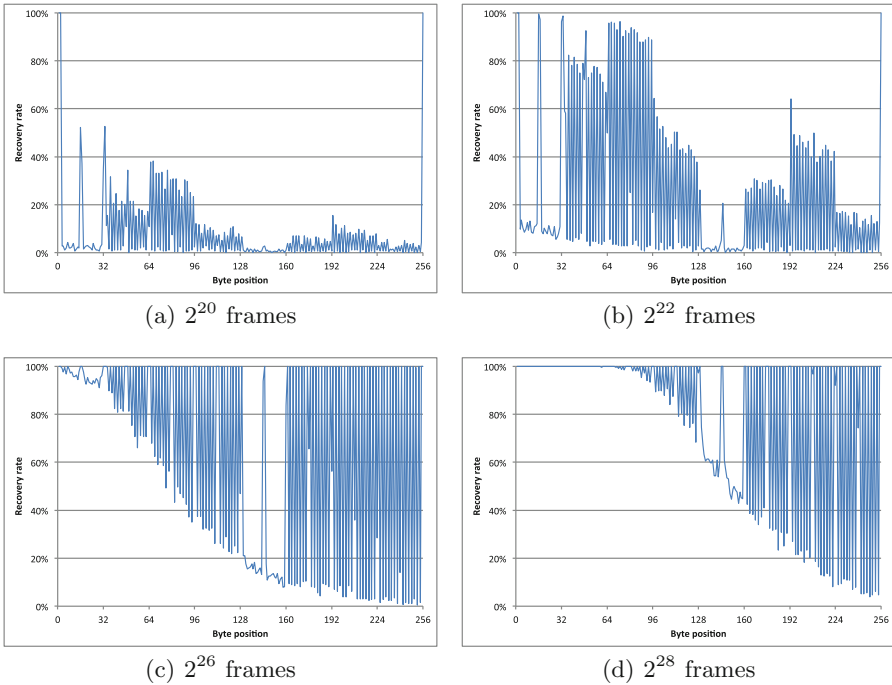 100%
80%
60%
40%
20%
0%
Recovery rate
0 32 64 96 128 160 192 224 256
Byte position
(a) 2^20 frames
100%
80%
60%
40%
20%
0%
Recovery rate
0 32 64 96 128 160 192 224 256
Byte position
(b) 2^22 frames
100%
80%
60%
40%
20%
0%
Recovery rate
0 32 64 96 128 160 192 224 256
Byte position
(c) 2^26 frames
100%
80%
60%
40%
20%
0%
Recovery rate
0 32 64 96 128 160 192 224 256
Byte position
(d) 2^28 frames